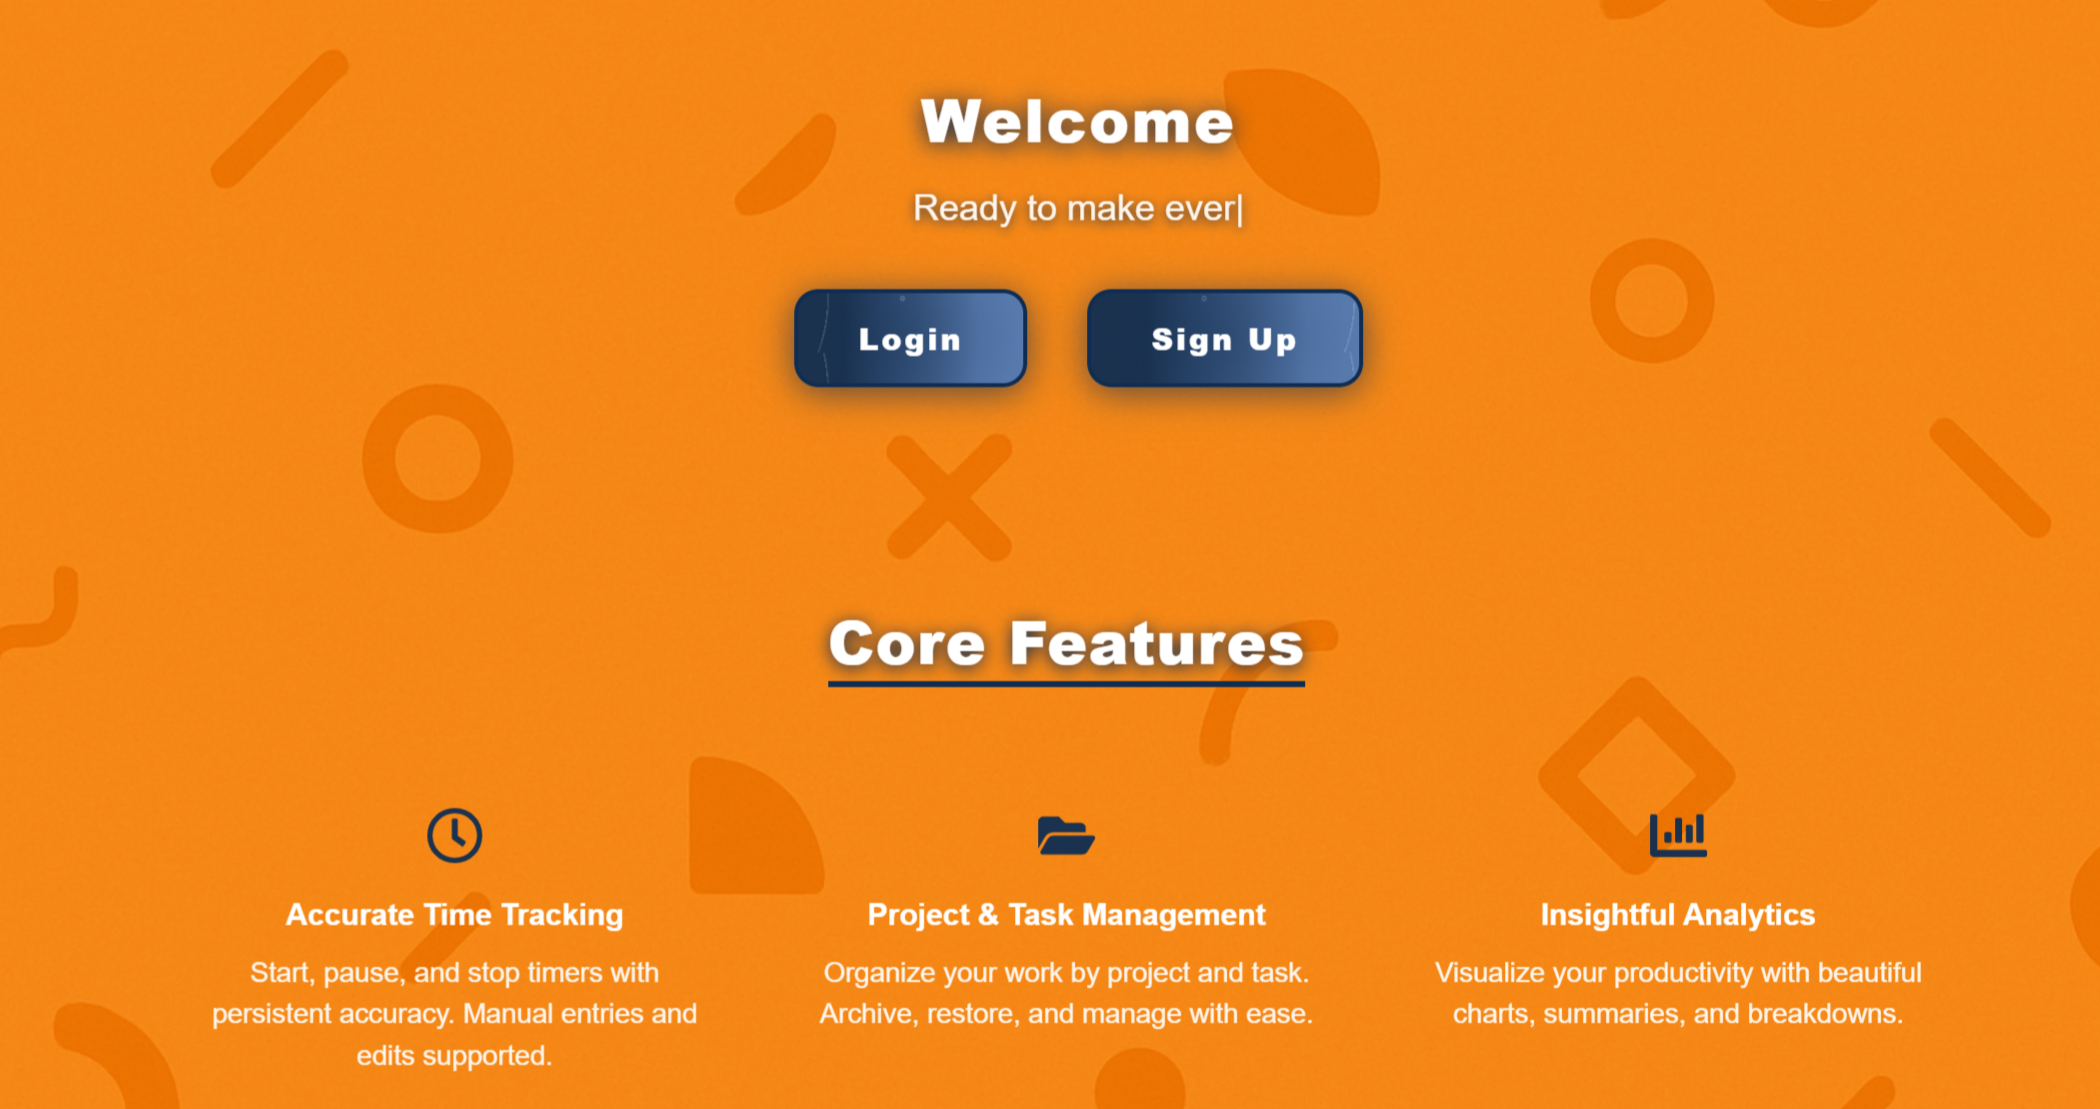 Welcome
Ready to make ever|
Login
Sign Up
Core Features
Accurate Time Tracking
Start, pause, and stop timers with
persistent accuracy. Manual entries and
edits supported.
Project & Task Management
Organize your work by project and task.
Archive, restore, and manage with ease.
Insightful Analytics
Visualize your productivity with beautiful
charts, summaries, and breakdowns.